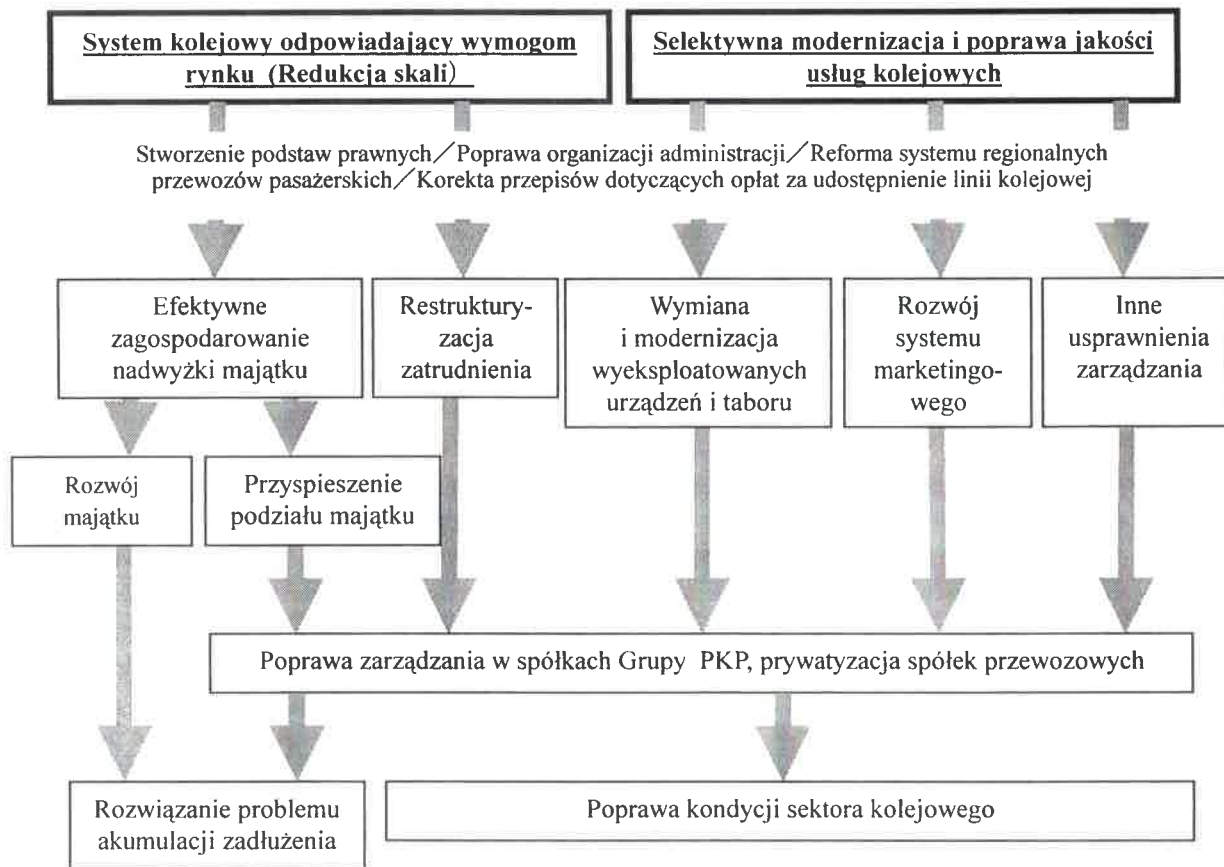 System kolejowy odpowiadający wymogom
rynku (Redukcja skali)
Selektywna modernizacja i poprawa jakości
usług kolejowych
Stworzenie podstaw prawnych／Poprawa organizacji administracji／Reforma systemu regionalnych
przewozów pasażerskich／Korekta przepisów dotyczących opłat za udostępnienie linii kolejowej
Efektywne
zagospodarowanie
nadwyżki majątku
Restruktury-
zacja
zatrudnienia
Wymiana
i modernizacja
wyeksploatowanych
urządzeń i taboru
Rozwój
systemu
marketingo-
wego
Inne
usprawnienia
zarządzania
Rozwój
majątku
Przyspieszenie
podziału majątku
Poprawa zarządzania w spółkach Grupy PKP, prywatyzacja spółek przewozowych
Rozwiązanie problemu
akumulacji zadłużenia
Poprawa kondycji sektora kolejowego